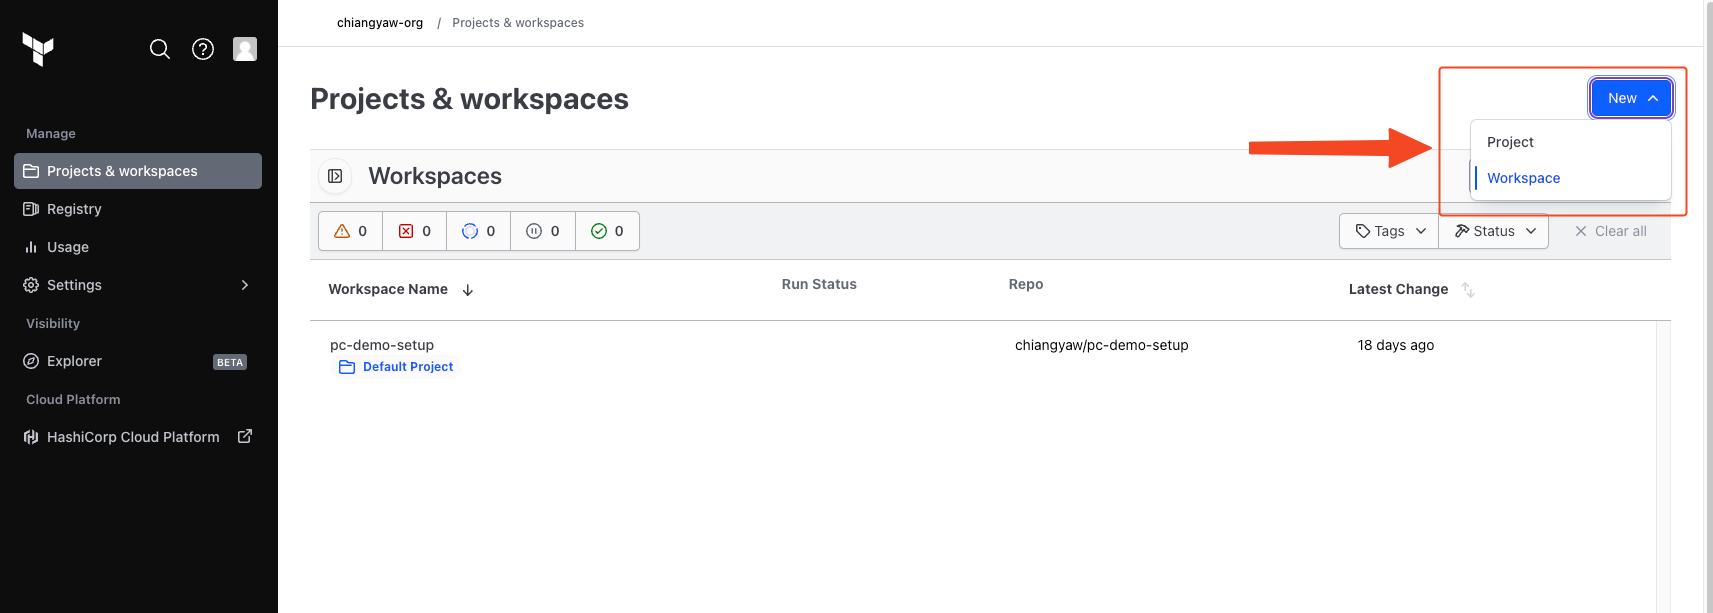 chiangyaw-org / Projects & workspaces
Projects & workspaces
New
Project
Workspace
Manage
Projects & workspaces
Registry
Usage
Settings
Visibility
Explorer BETA
Cloud Platform
HashiCorp Cloud Platform
Workspaces
0 0 0 0 0
Tags Status Clear all
Workspace Name Run Status Repo Latest Change
pc-demo-setup chiangyaw/pc-demo-setup 18 days ago
Default Project